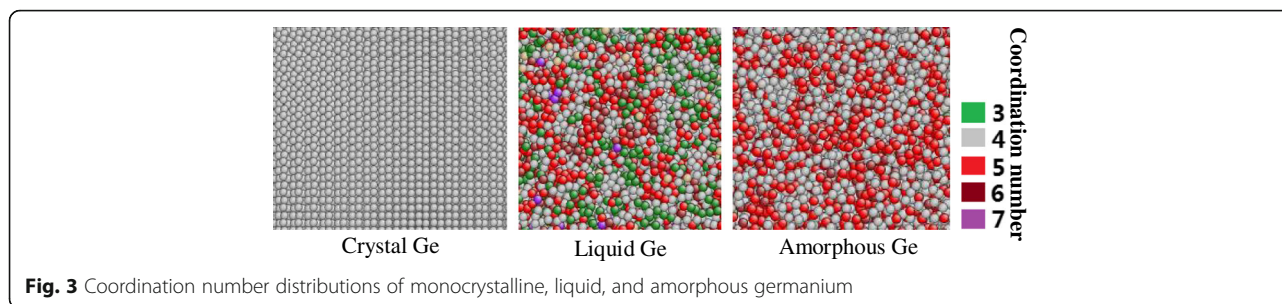 Crystal Ge
Liquid Ge
Amorphous Ge
3
4
5
6
7
Coordination number
Fig. 3 Coordination number distributions of monocrystalline, liquid, and amorphous germanium